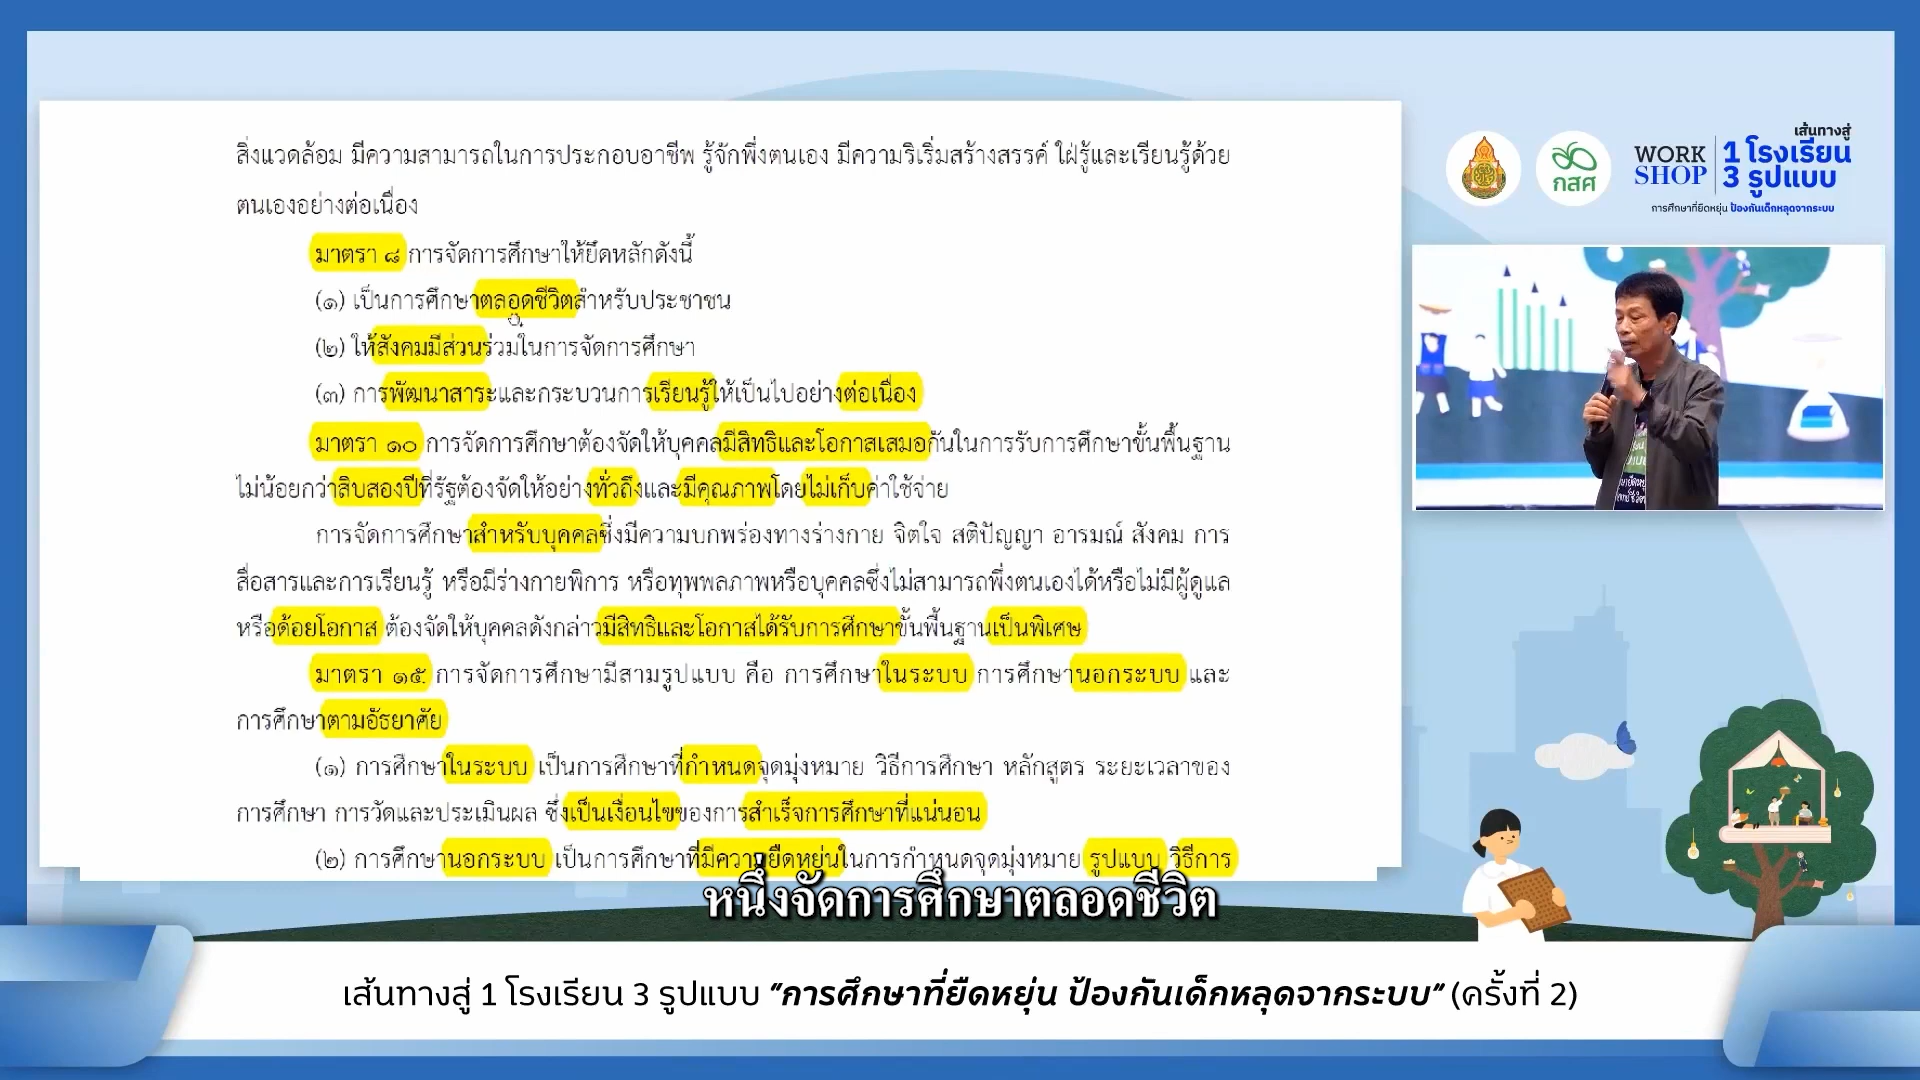 สิ่งแวดล้อม มีความสามารถในการประกอบอาชีพ รู้จักพึ่งตนเอง มีความริเริ่มสร้างสรรค์ ใฝ่รู้และเรียนรู้ด้วย
ตนเองอย่างต่อเนื่อง
มาตรา ๘ การจัดการศึกษาให้ยึดหลักดังนี้
(๑) เป็นการศึกษาตลอดชีวิตสำหรับประชาชน
(๒) ให้สังคมมีส่วนร่วมในการจัดการศึกษา
(๓) การพัฒนาสาระและกระบวนการเรียนรู้ให้เป็นไปอย่างต่อเนื่อง
มาตรา ๑๐ การจัดการศึกษาต้องจัดให้บุคคลมีสิทธิและโอกาสเสมอกันในการรับการศึกษาขั้นพื้นฐาน
ไม่น้อยกว่าสิบสองปีที่รัฐต้องจัดให้อย่างทั่วถึงและมีคุณภาพโดยไม่เก็บค่าใช้จ่าย
การจัดการศึกษาสำหรับบุคคลซึ่งมีความบกพร่องทางร่างกาย จิตใจ สติปัญญา อารมณ์ สังคม การ
สื่อสารและการเรียนรู้ หรือมีร่างกายพิการ หรือทุพพลภาพหรือบุคคลซึ่งไม่สามารถพึ่งตนเองได้หรือไม่มีผู้ดูแล
หรือด้อยโอกาส ต้องจัดให้บุคคลดังกล่าวมีสิทธิและโอกาสได้รับการศึกษาขั้นพื้นฐานเป็นพิเศษ
มาตรา ๑๕ การจัดการศึกษามีสามรูปแบบ คือ การศึกษาในระบบ การศึกษานอกระบบ และ
การศึกษาตามอัธยาศัย
(๑) การศึกษาในระบบ เป็นการศึกษาที่กำหนดจุดมุ่งหมาย วิธีการศึกษา หลักสูตร ระยะเวลาของ
การศึกษา การวัดและประเมินผล ซึ่งเป็นเงื่อนไขของการสำเร็จการศึกษาที่แน่นอน
(๒) การศึกษานอกระบบ เป็นการศึกษาที่มีความยืดหยุ่นในการกำหนดจุดมุ่งหมาย รูปแบบ วิธีการ
หนึ่งจัดการศึกษาตลอดชีวิต
กสศ
WORK
SHOP
เส้นทางสู่
1 โรงเรียน
3 รูปแบบ
การศึกษาที่ยืดหยุ่น ป้องกันเด็กหลุดจากระบบ
เส้นทางสู่ 1 โรงเรียน 3 รูปแบบ “การศึกษาที่ยืดหยุ่น ป้องกันเด็กหลุดจากระบบ” (ครั้งที่ 2)